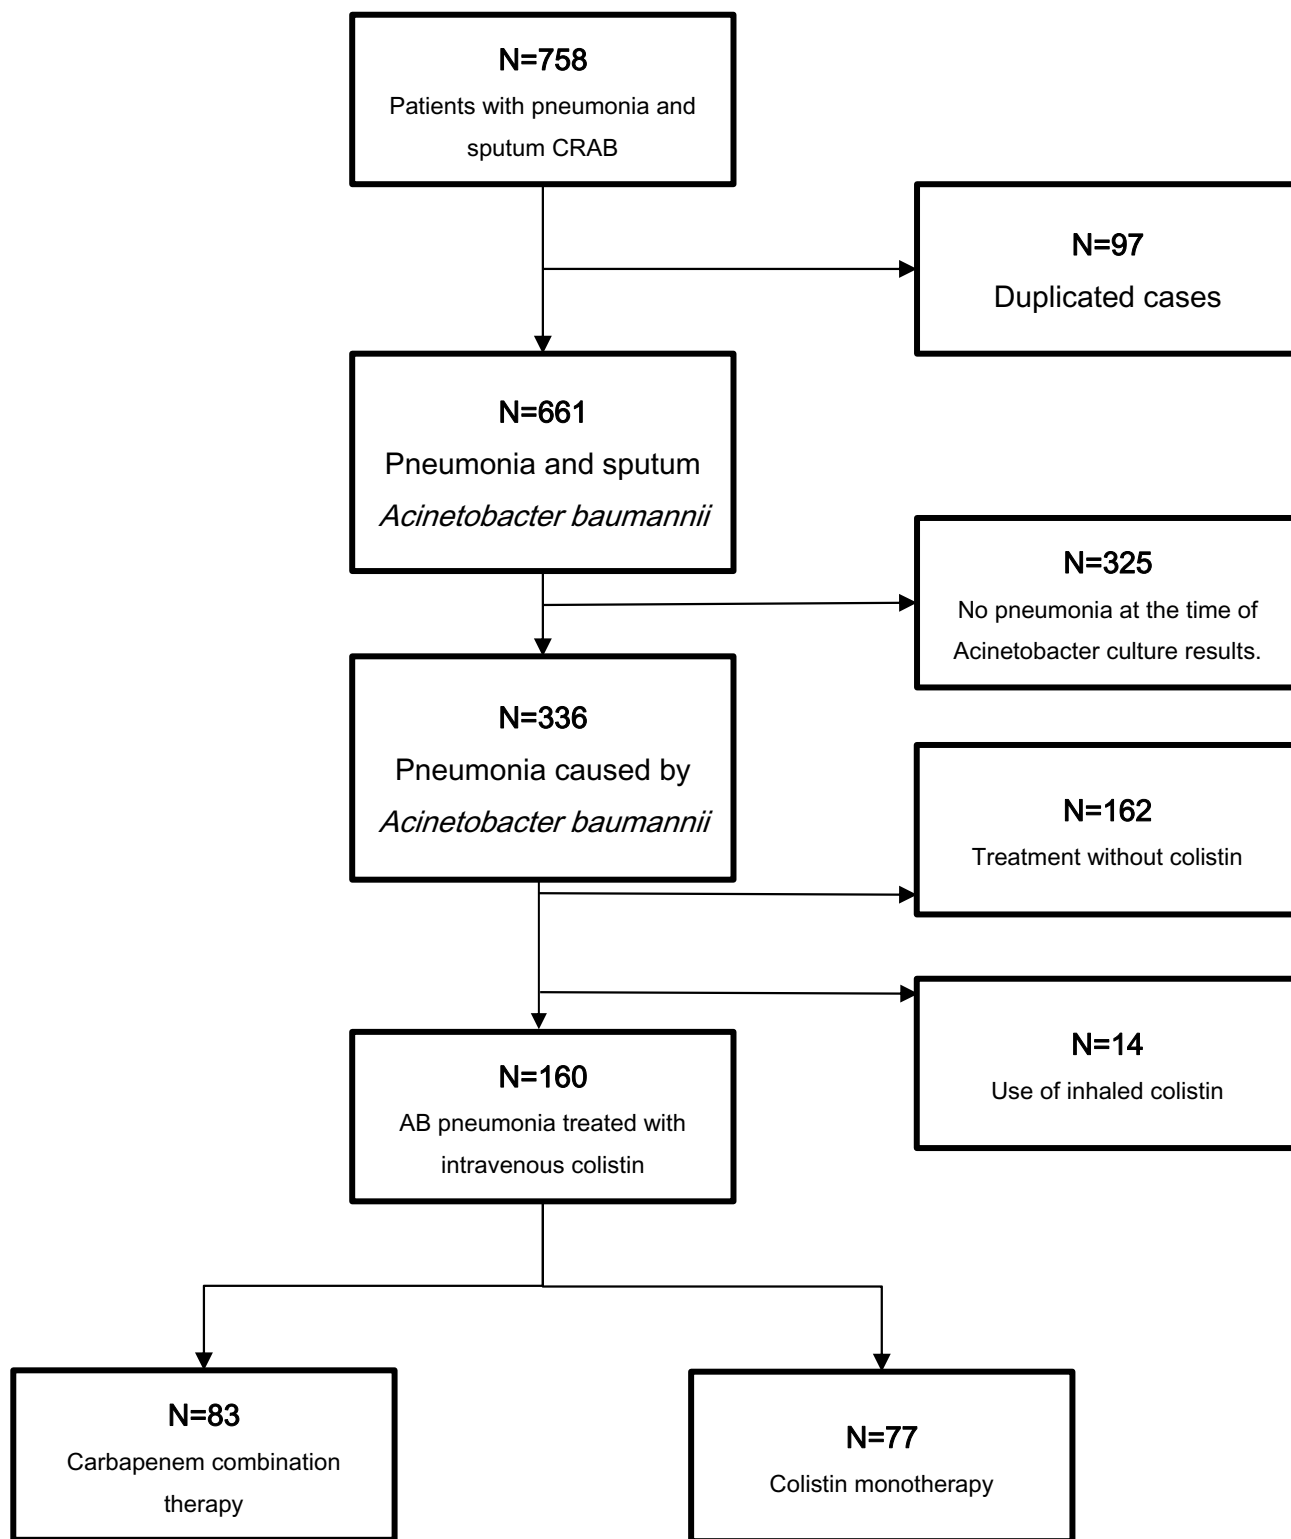 N=758
Patients with pneumonia and
sputum CRAB
N=97
Duplicated cases
N=661
Pneumonia and sputum
Acinetobacter baumannii
N=325
No pneumonia at the time of
Acinetobacter culture results.
N=336
Pneumonia caused by
Acinetobacter baumannii
N=162
Treatment without colistin
N=14
Use of inhaled colistin
N=160
AB pneumonia treated with
intravenous colistin
N=83
Carbapenem combination
therapy
N=77
Colistin monotherapy